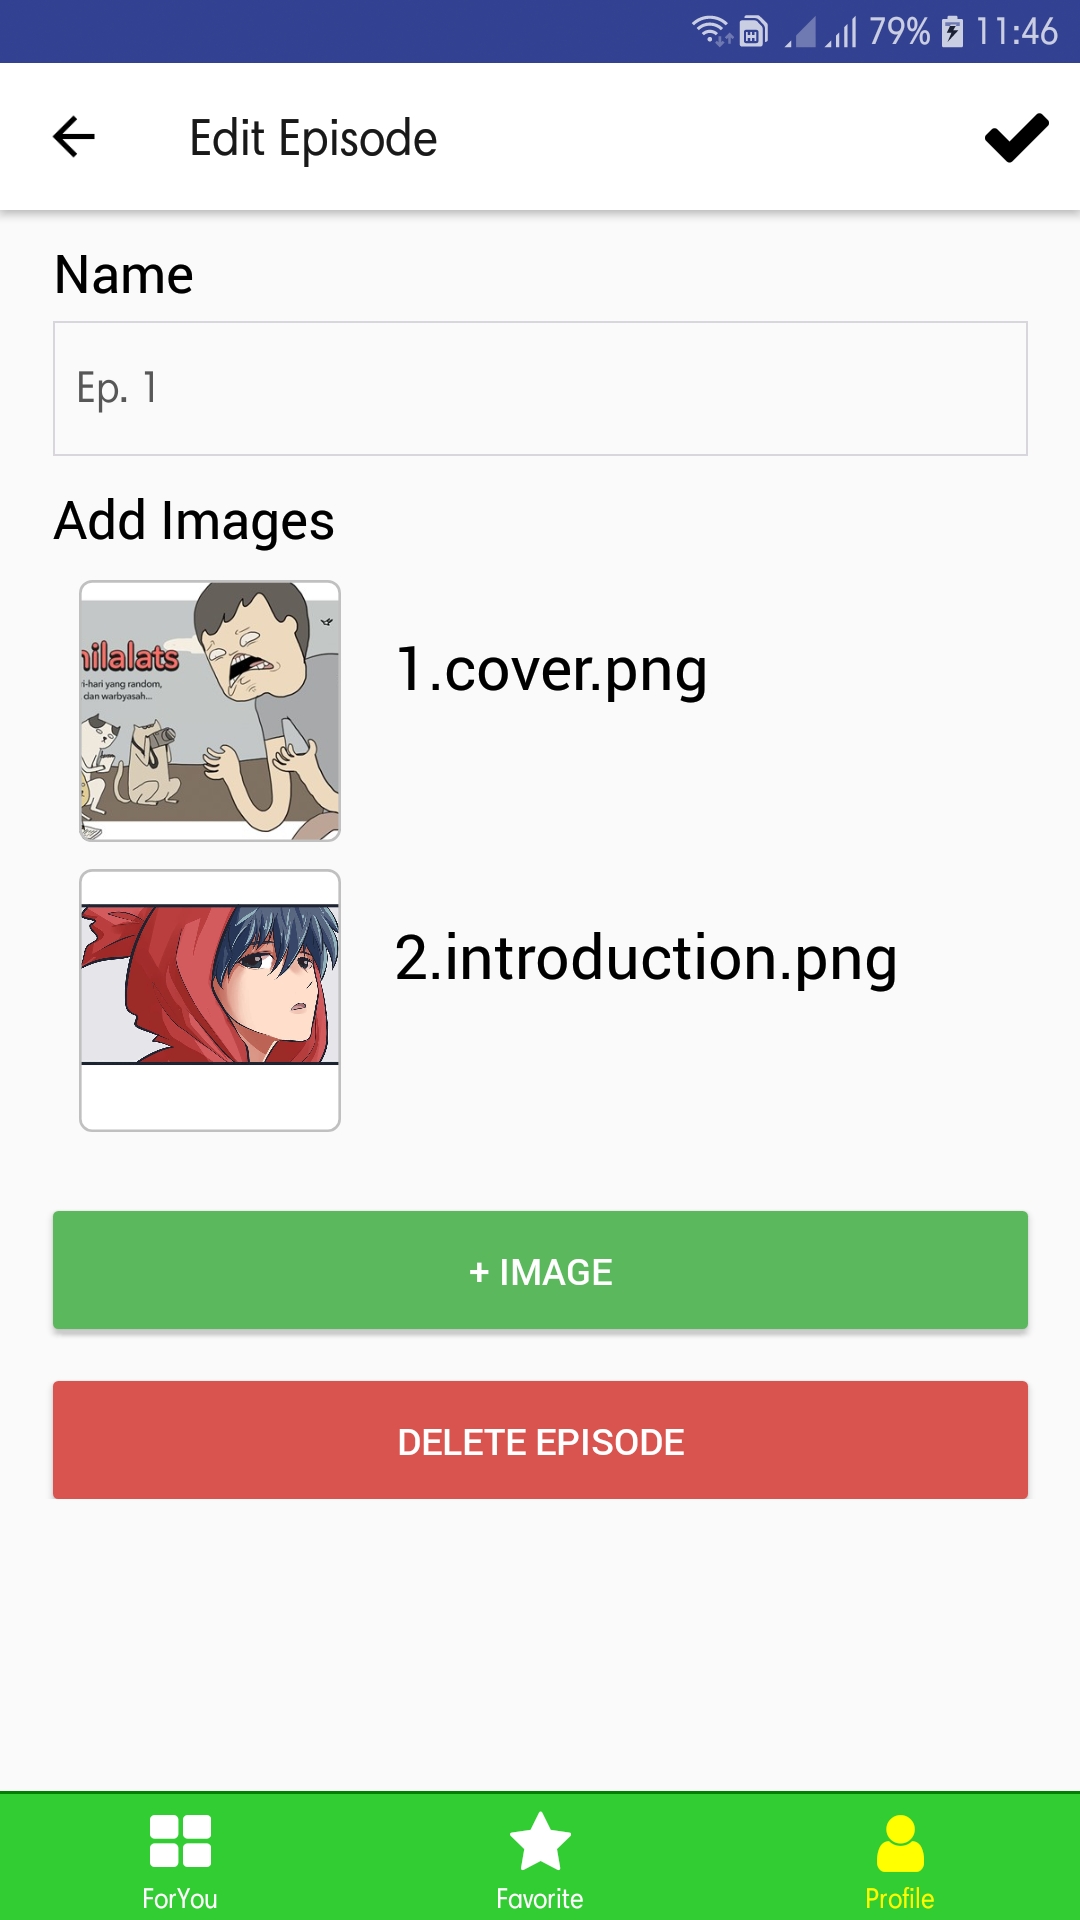 79% 11:46
Edit Episode
Name
Ep. 1
Add Images
nilalats
i-hari yang random,
dan warbyasah...
1.cover.png
2.introduction.png
+ IMAGE
DELETE EPISODE
ForYou Favorite Profile